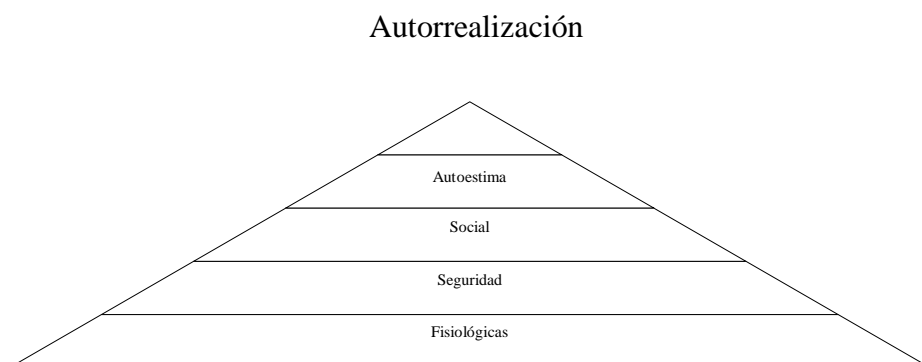 Autorrealización
Autoestima
Social
Seguridad
Fisiológicas